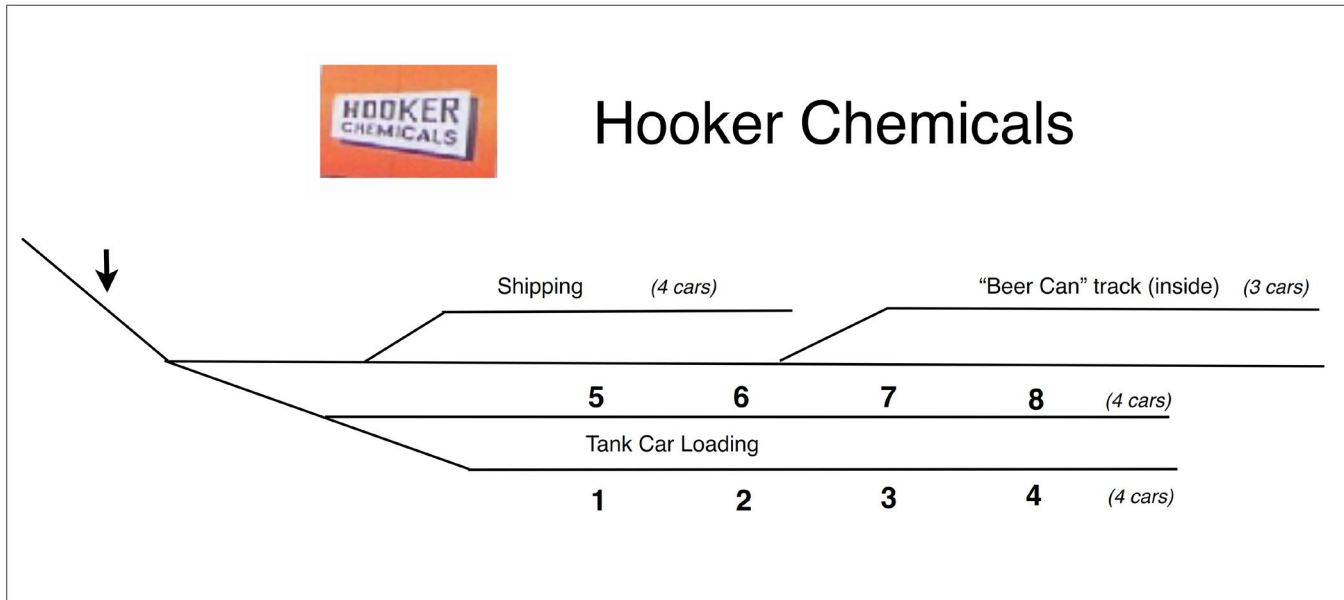 HOOKER
CHEMICALS
Hooker Chemicals
Shipping (4 cars) “Beer Can” track (inside) (3 cars)
5 6 7 8 (4 cars)
Tank Car Loading
1 2 3 4 (4 cars)